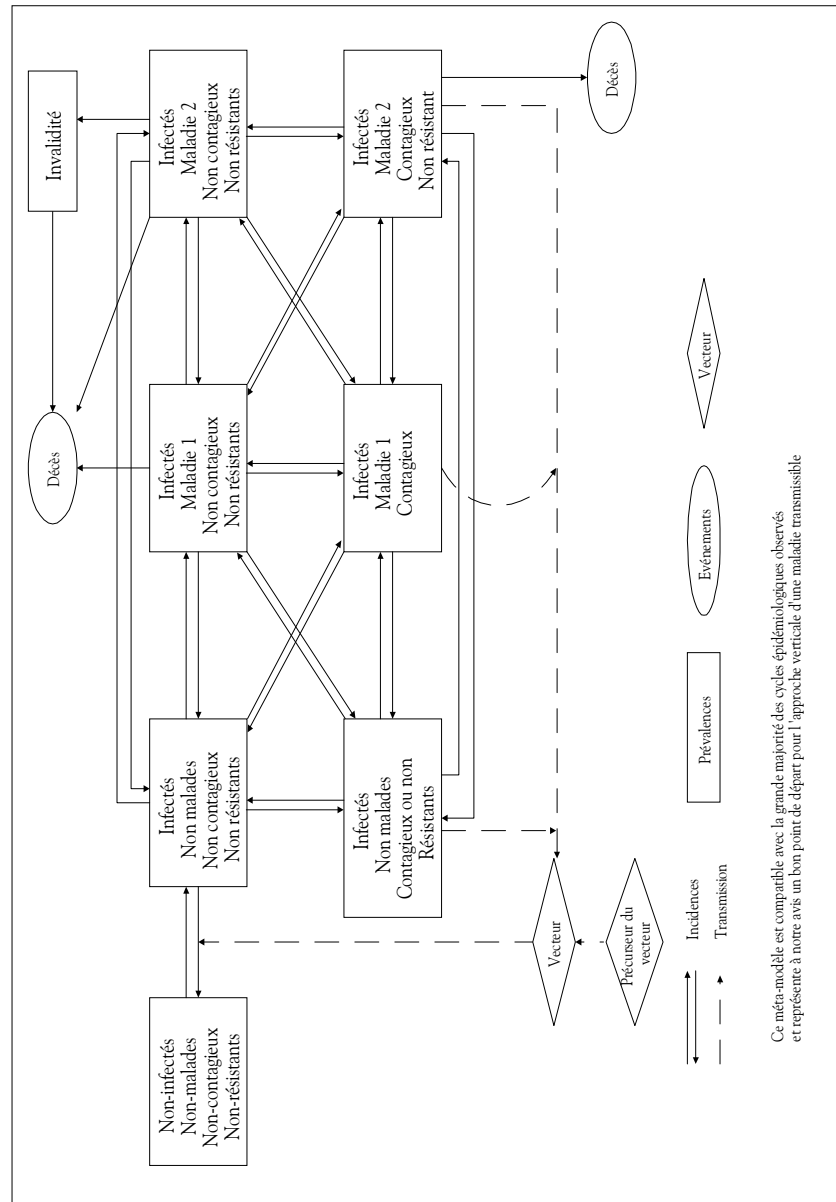 Invalidité
Décès
Infectés
Non malades
Non contagieux
Non résistants
Infectés
Maladie 1
Non contagieux
Non résistants
Infectés
Maladie 2
Non contagieux
Non résistants
Non-infectés
Non-malades
Non-contagieux
Non-résistants
Infectés
Non malades
Contagieux ou non
Résistants
Infectés
Maladie 1
Contagieux
Infectés
Maladie 2
Contagieux
Non résistant
Vecteur
Précurseur du
vecteur
Décès
Incidences
Transmission
Prévalences
Evénements
Vecteur
Ce méta-modèle est compatible avec la grande majorité des cycles épidémiologiques observés
et représente à notre avis un bon point de départ pour l'approche verticale d'une maladie transmissible